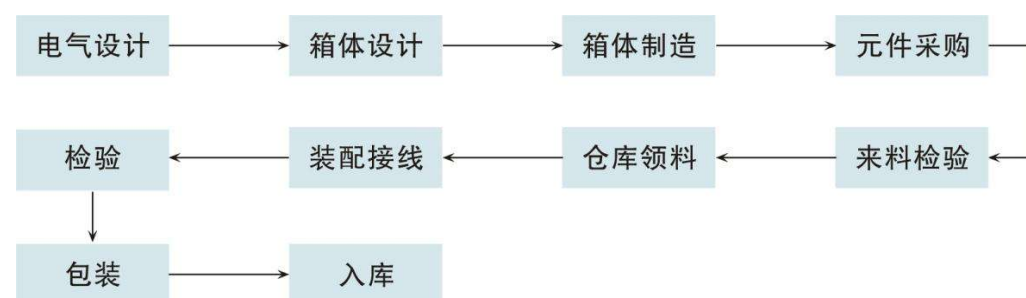 电气设计
箱体设计
箱体制造
元件采购
来料检验
仓库领料
装配接线
检验
包装
入库